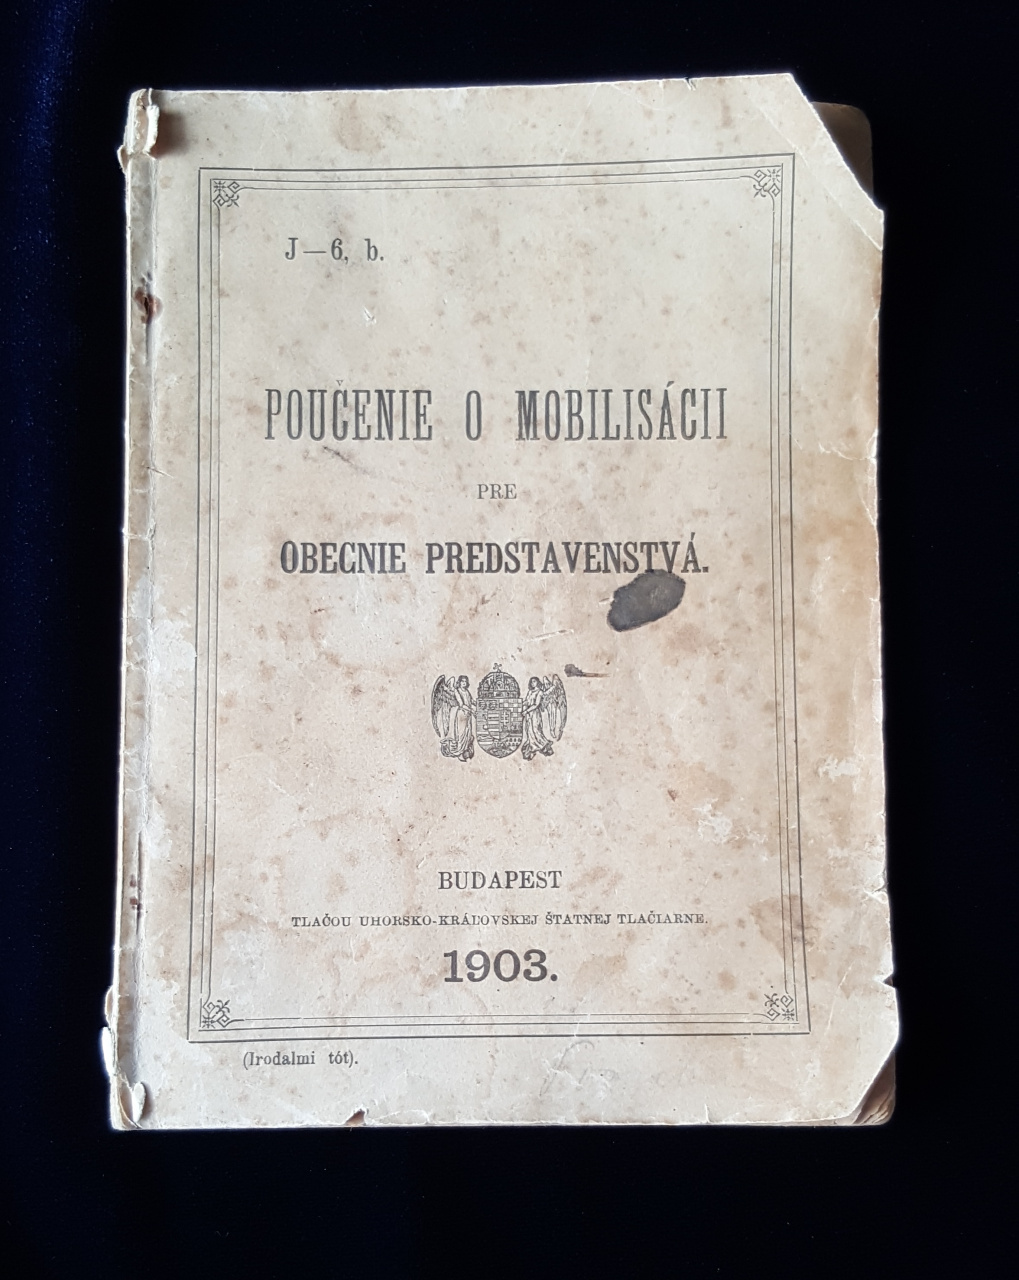 J—6, b.
POUČENIE O MOBILISÁCII
PRE
OBECNIE PREDSTAVENSTVÁ.
BUDAPEST
TLAČOU UHORSKO-KRÁĽOVSKEJ ŠTATNEJ TLAČIARNE.
1903.
(Irodalmi tót).